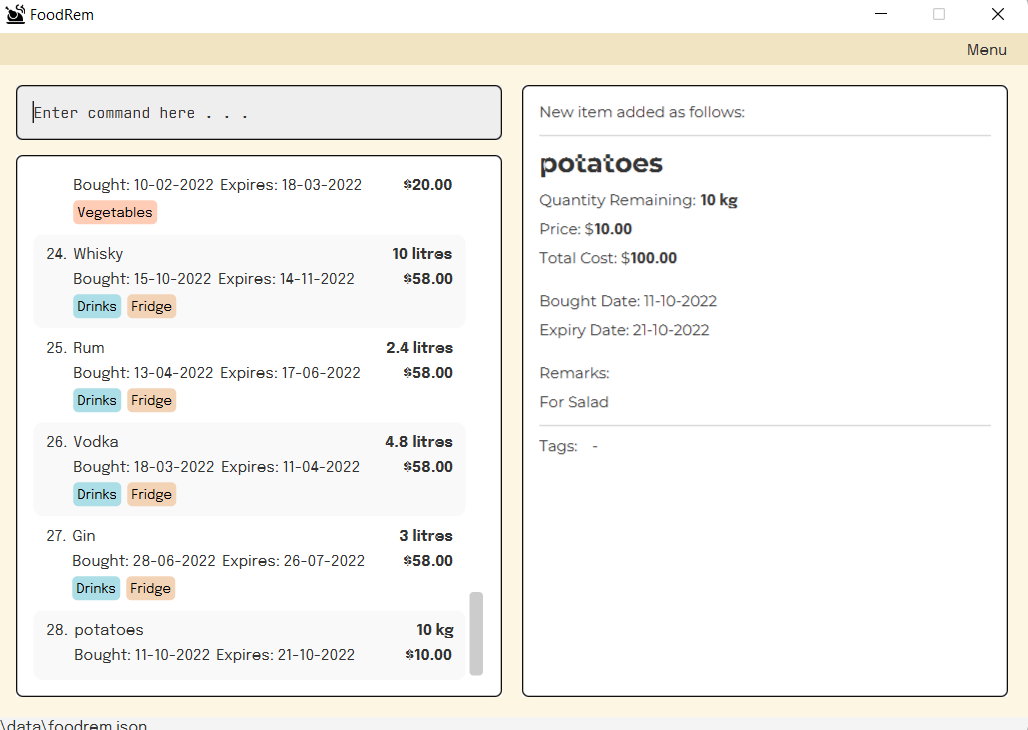 FoodRem
Menu
Enter command here . . .
Bought: 10-02-2022 Expires: 18-03-2022 $20.00
Vegetables
24. Whisky 10 litres
Bought: 15-10-2022 Expires: 14-11-2022 $58.00
Drinks Fridge
25. Rum 2.4 litres
Bought: 13-04-2022 Expires: 17-06-2022 $58.00
Drinks Fridge
26. Vodka 4.8 litres
Bought: 18-03-2022 Expires: 11-04-2022 $58.00
Drinks Fridge
27. Gin 3 litres
Bought: 28-06-2022 Expires: 26-07-2022 $58.00
Drinks Fridge
28. potatoes 10 kg
Bought: 11-10-2022 Expires: 21-10-2022 $10.00
New item added as follows:
potatoes
Quantity Remaining: 10 kg
Price: $10.00
Total Cost: $100.00
Bought Date: 11-10-2022
Expiry Date: 21-10-2022
Remarks:
For Salad
Tags: -
\data\foodrem.json